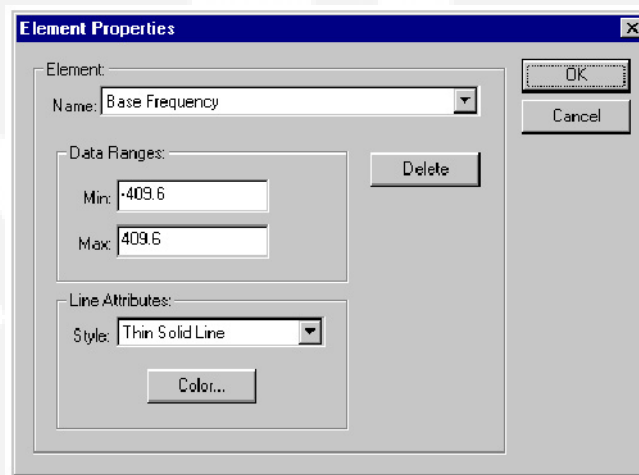 Element Properties
Element:
OK
Name: Base Frequency
Cancel
Data Ranges:
Delete
Min: -409.6
Max: 409.6
Line Attributes:
Style: Thin Solid Line
Color...